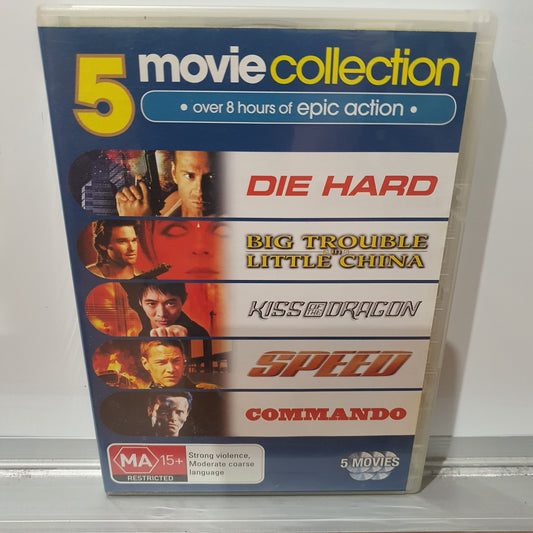 5 movie collection
• over 8 hours of epic action •
DIE HARD
BIG TROUBLE
IN
LITTLE CHINA
KISS OF THE DRAGON
SPEED
COMMANDO
MA 15+
RESTRICTED
Strong violence,
Moderate coarse
language
5 MOVIES